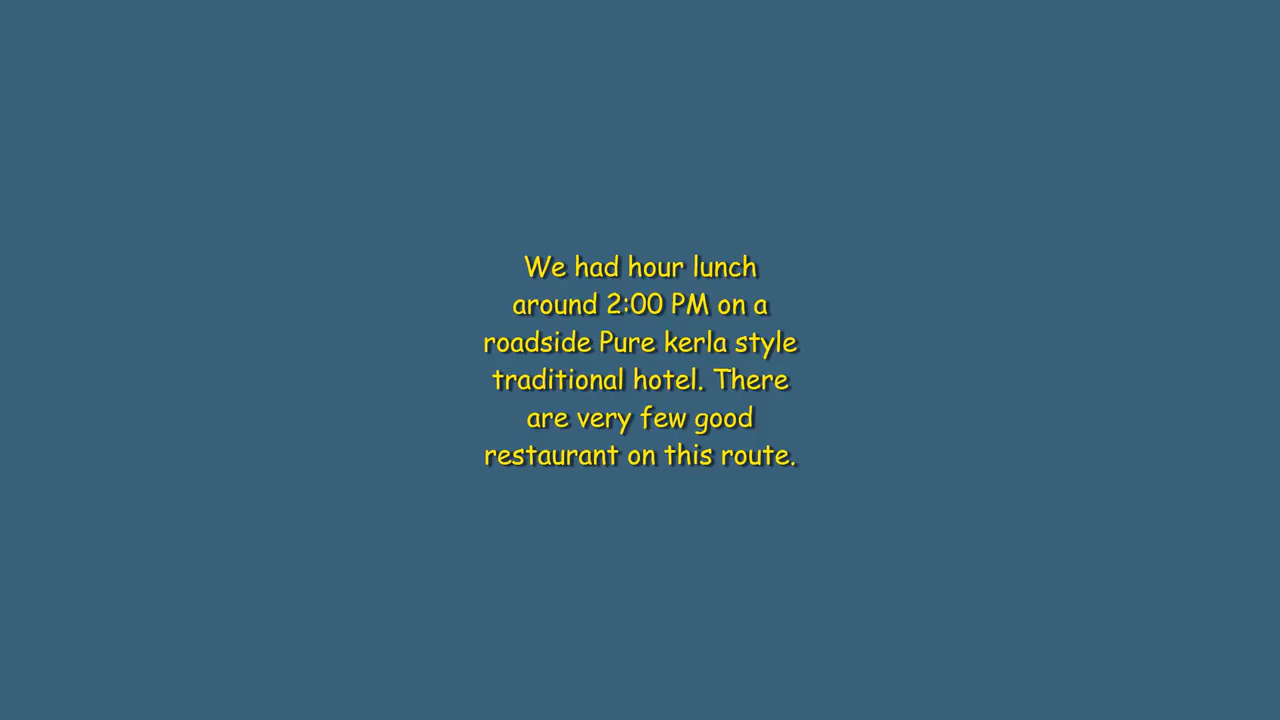 We had hour lunch
around 2:00 PM on a
roadside Pure kerla style
traditional hotel. There
are very few good
restaurant on this route.